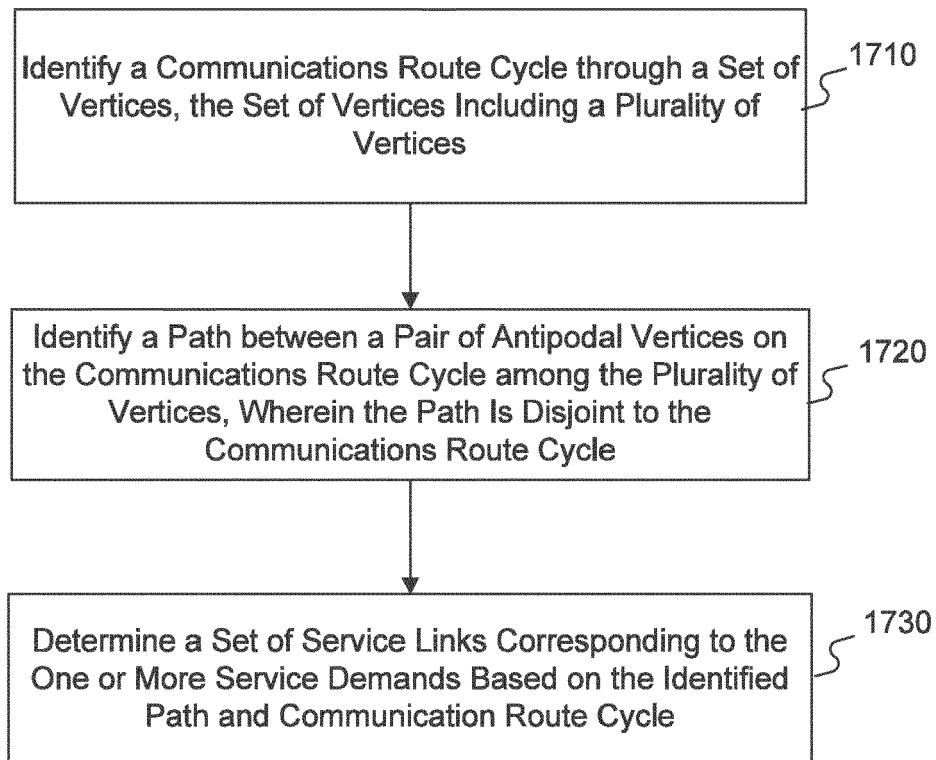 Identify a Communications Route Cycle through a Set of
Vertices, the Set of Vertices Including a Plurality of
Vertices
1710
Identify a Path between a Pair of Antipodal Vertices on
the Communications Route Cycle among the Plurality of
Vertices, Wherein the Path Is Disjoint to the
Communications Route Cycle
1720
Determine a Set of Service Links Corresponding to the
One or More Service Demands Based on the Identified
Path and Communication Route Cycle
1730